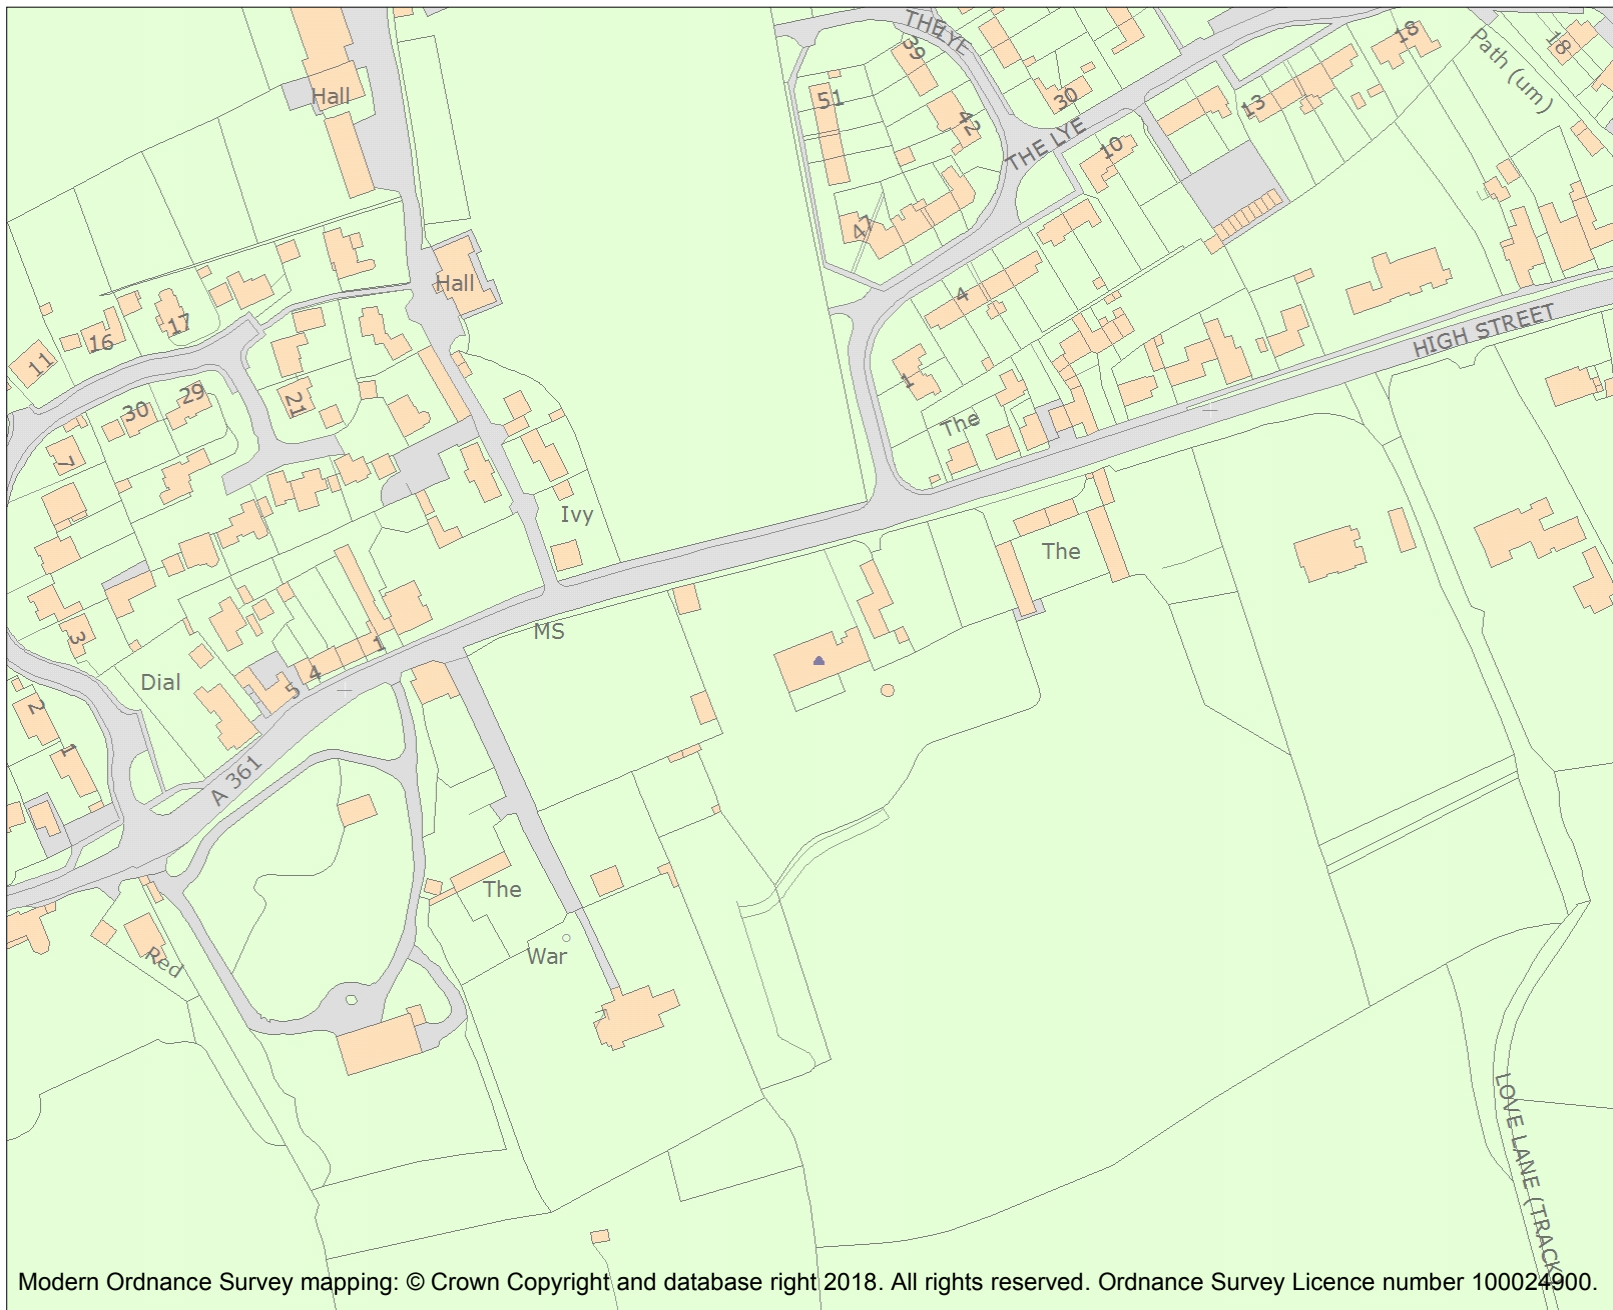 THE LYE
39
18
Path (um)
18
Hall
51
30
13
42
THE LYE
10
47
Hall
17
16
11
4
HIGH STREET
1
21
29
30
The
7
Ivy
The
MS
3
1
4
5
Dial
2
1
A 361
The
War
Red
LOVE LANE (TRACK)
Modern Ordnance Survey mapping: © Crown Copyright and database right 2018. All rights reserved. Ordnance Survey Licence number 100024900.